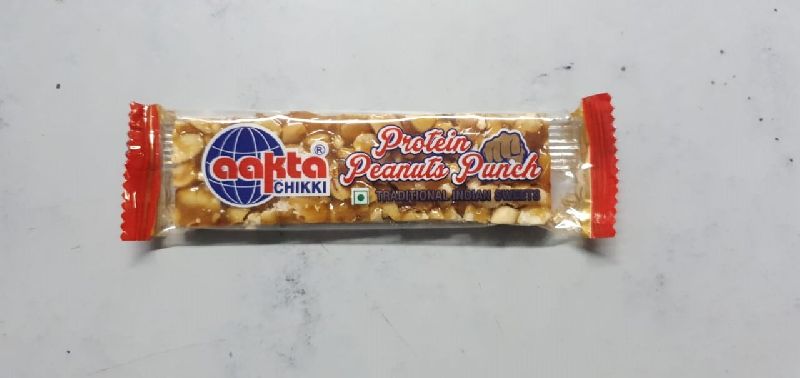 aakta®
CHIKKI
Protein
Peanuts Punch
TRADITIONAL INDIAN SWEETS